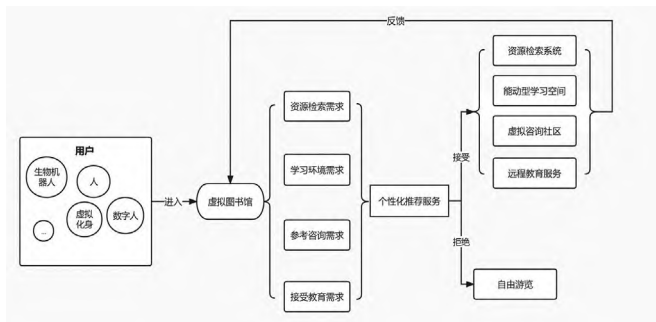 反馈
用户
生物机
器人
人
虚拟
化身
数字人
...
进入
虚拟图书馆
资源检索需求
学习环境需求
参考咨询需求
接受教育需求
个性化推荐服务
接受
拒绝
资源检索系统
能动型学习空间
虚拟咨询社区
远程教育服务
自由游览